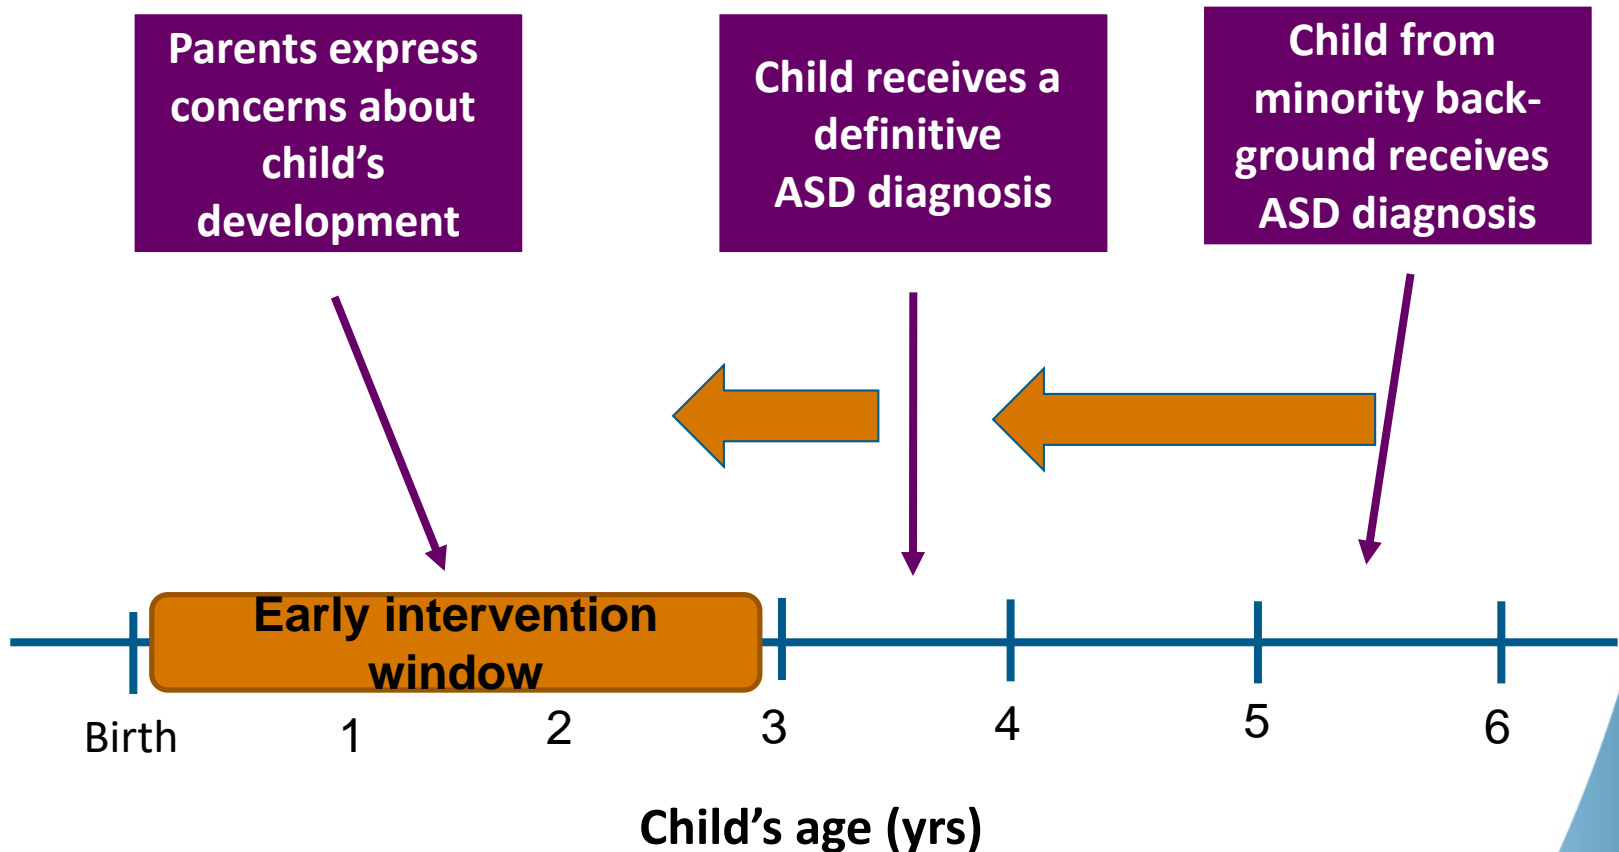 Parents express
concerns about
child’s
development
Child receives a
definitive
ASD diagnosis
Child from
minority back-
ground receives
ASD diagnosis
Early intervention
window
Birth 1 2 3 4 5 6
Child’s age (yrs)